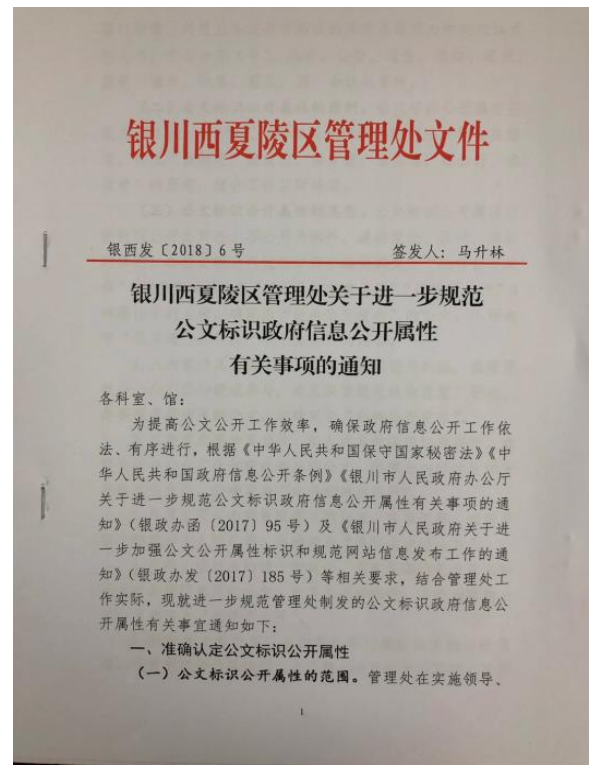 银川西夏陵区管理处文件
银西发〔2018〕6号 签发人：马升林
银川西夏陵区管理处关于进一步规范
公文标识政府信息公开属性
有关事项的通知
各科室、馆：
为提高公文公开工作效率，确保政府信息公开工作依
法、有序进行，根据《中华人民共和国保守国家秘密法》《中
华人民共和国政府信息公开条例》《银川市人民政府办公厅
关于进一步规范公文标识政府信息公开属性有关事项的通
知》（银政办函〔2017〕95号）及《银川市人民政府关于进
一步加强公文公开属性标识和规范网站信息发布工作的通
知》（银政办发〔2017〕185号）等相关要求，结合管理处工
作实际，现就进一步规范管理处制发的公文标识政府信息公
开属性有关事宜通知如下：
一、准确认定公文标识公开属性
（一）公文标识公开属性的范围。管理处在实施领导、
1